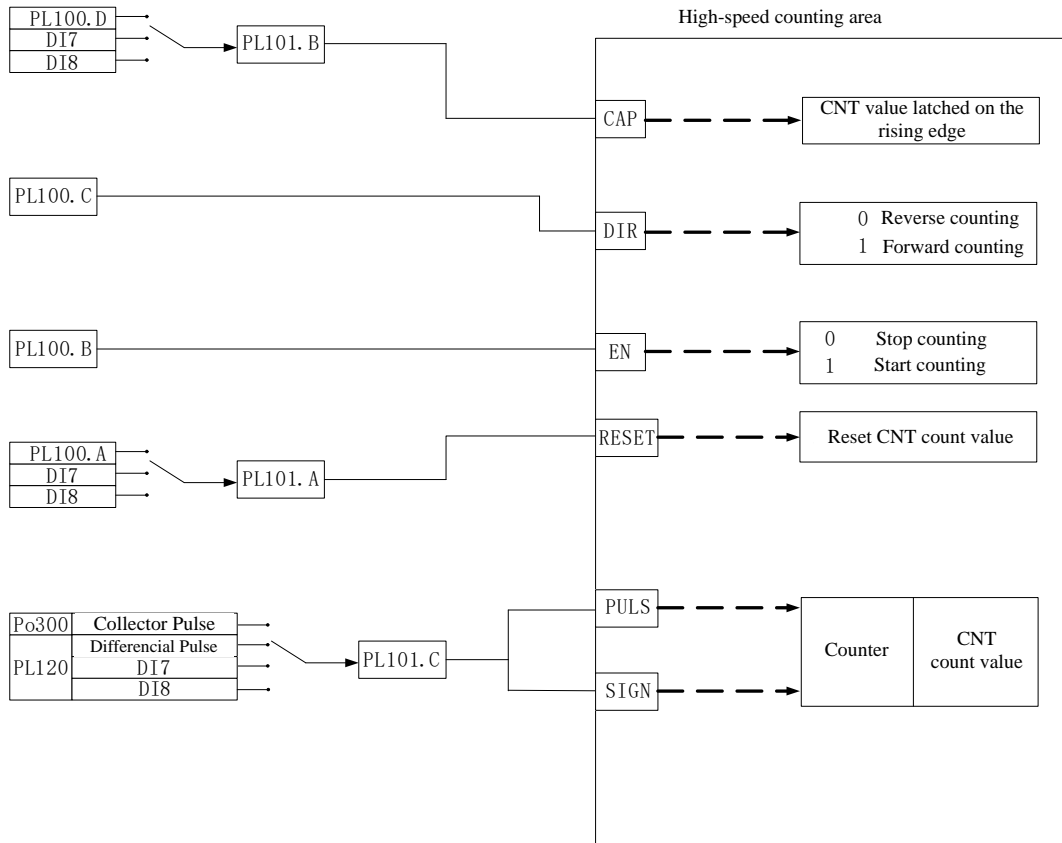 High-speed counting area
PL100.D
DI7
DI8
PL101.B
CAP
CNT value latched on the
rising edge
PL100.C
DIR
0 Reverse counting
1 Forward counting
PL100.B
EN
0 Stop counting
1 Start counting
PL100.A
DI7
DI8
PL101.A
RESET
Reset CNT count value
Po300 Collector Pulse
PL120
Differencial Pulse
DI7
DI8
PL101.C
PULS
SIGN
Counter
CNT
count value